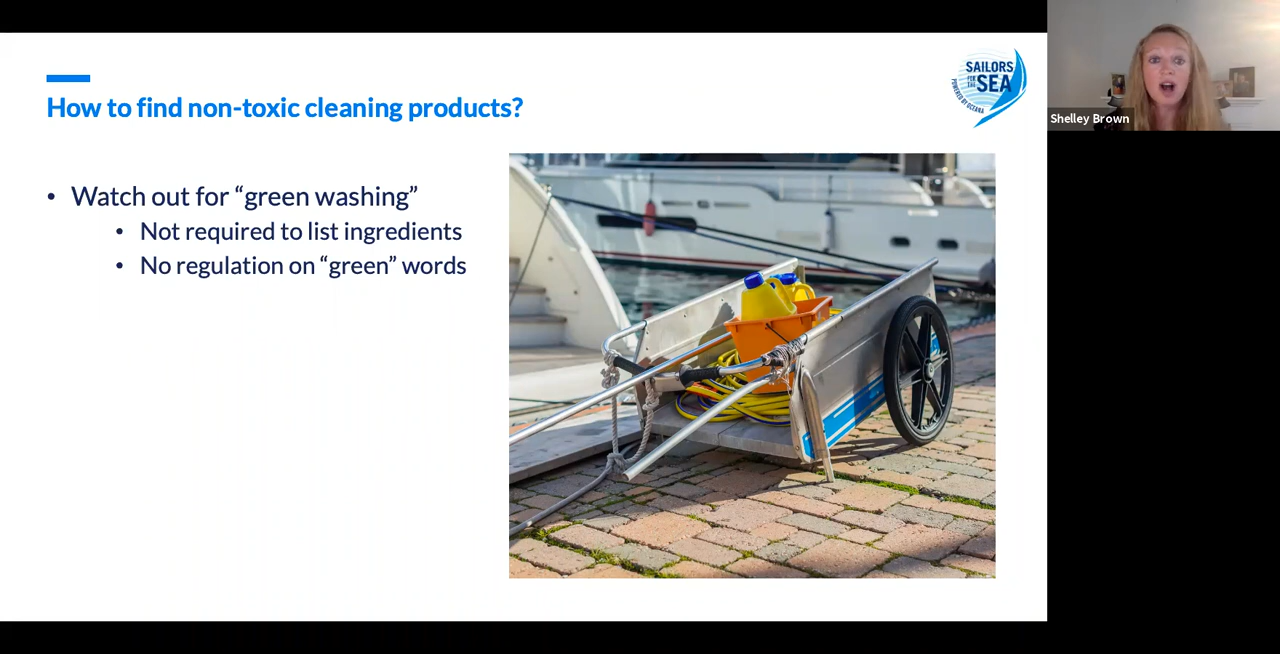 How to find non-toxic cleaning products?
SAILORS
FOR
THE
SEA
POWERED BY OCEANA
Shelley Brown
• Watch out for “green washing”
• Not required to list ingredients
• No regulation on “green” words